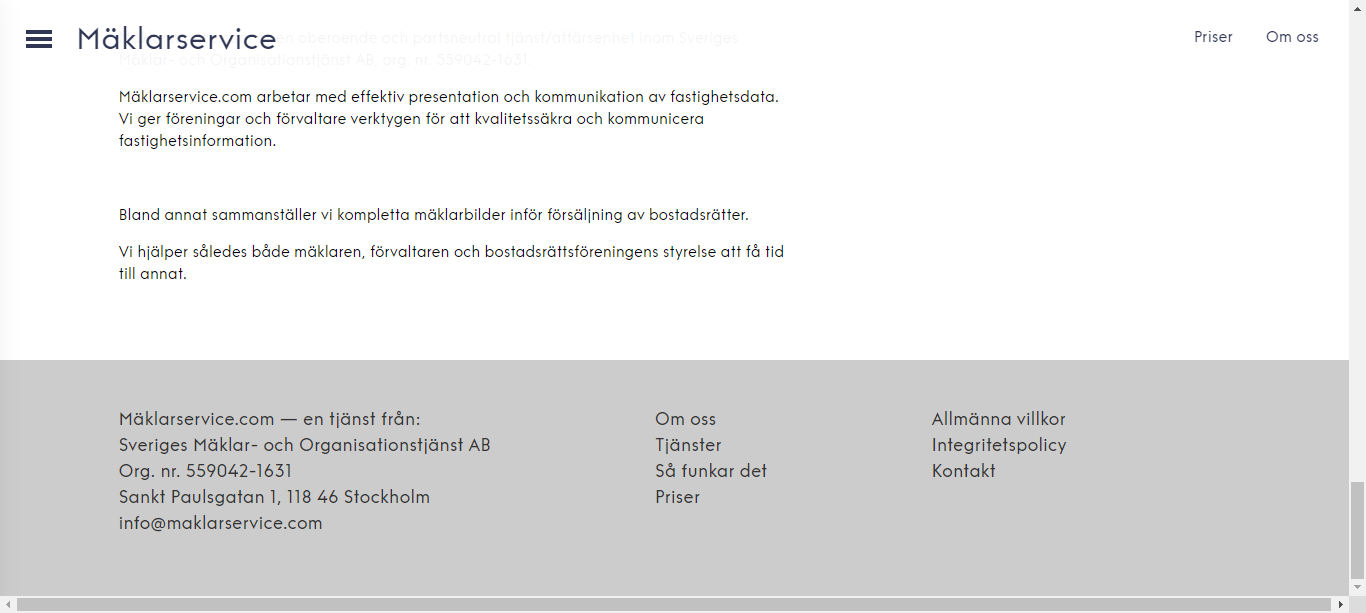 Mäklarservice
Priser
Om oss
en oberoende och partsneutral tjänst/affärsenhet inom Sveriges
Mäklar- och Organisationstjänst AB, org. nr. 559042-1631
Mäklarservice.com arbetar med effektiv presentation och kommunikation av fastighetsdata.
Vi ger föreningar och förvaltare verktygen för att kvalitetssäkra och kommunicera
fastighetsinformation.
Bland annat sammanställer vi kompletta mäklarbilder inför försäljning av bostadsrätter.
Vi hjälper således både mäklaren, förvaltaren och bostadsrättsföreningens styrelse att få tid
till annat.
Mäklarservice.com — en tjänst från:
Sveriges Mäklar- och Organisationstjänst AB
Org. nr. 559042-1631
Sankt Paulsgatan 1, 118 46 Stockholm
info@maklarservice.com
Om oss
Tjänster
Så funkar det
Priser
Allmänna villkor
Integritetspolicy
Kontakt